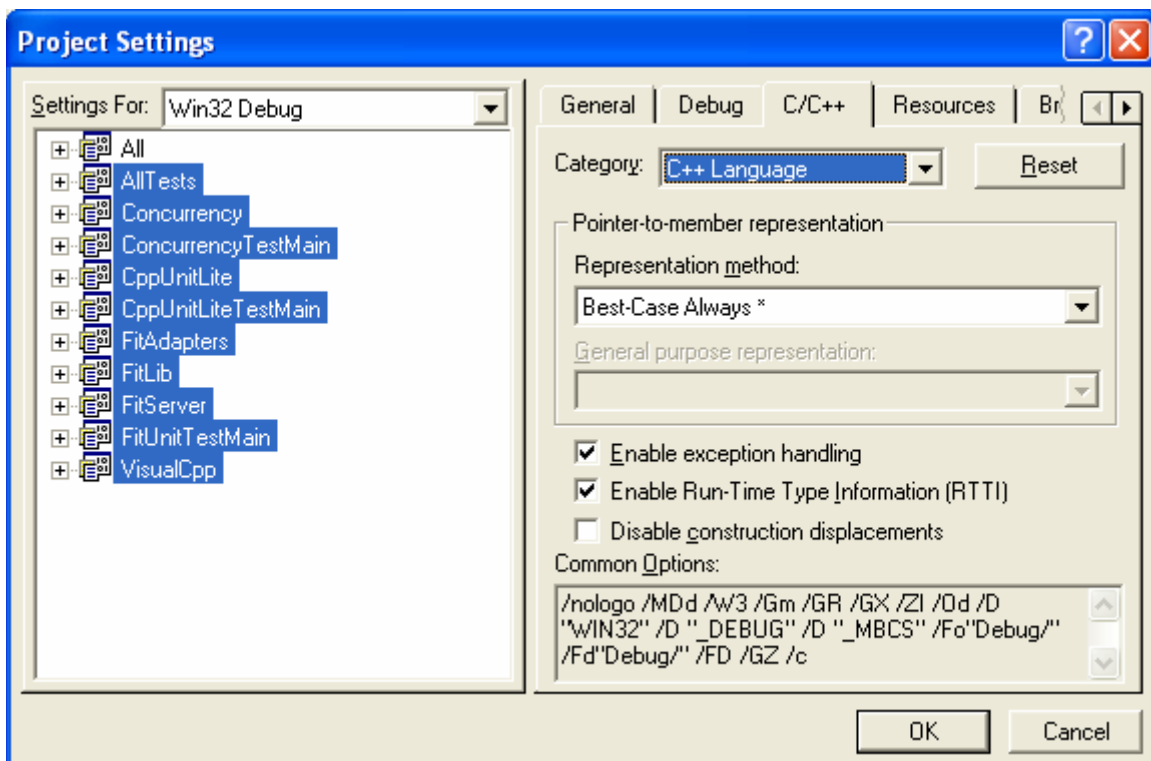 Project Settings
Settings For: Win32 Debug
All
AllTests
Concurrency
ConcurrencyTestMain
CppUnitLite
CppUnitLiteTestMain
FitAdapters
FitLib
FitServer
FitUnitTestMain
VisualCpp
General Debug C/C++ Resources Br
Category: C++ Language Reset
Pointer-to-member representation
Representation method:
Best-Case Always *
General purpose representation:
Enable exception handling
Enable Run-Time Type Information (RTTI)
Disable construction displacements
Common Options:
/nologo /MDd /W3 /Gm /GR /GX /ZI /Od /D
"WIN32" /D "_DEBUG" /D "_MBCS" /Fo"Debug/"
/Fd"Debug/" /FD /GZ /c
OK Cancel